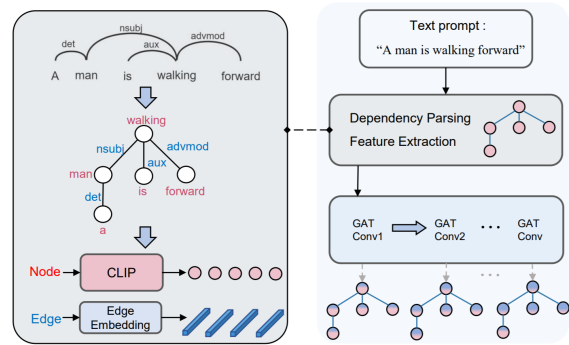 det
nsubj
aux
advmod
A man is walking forward
walking
nsubj
aux
advmod
man
is
forward
det
a
Node
CLIP
Edge
Edge
Embedding
Text prompt :
“A man is walking forward”
Dependency Parsing
Feature Extraction
GAT
Conv1
GAT
Conv2
...
GAT
Conv
...